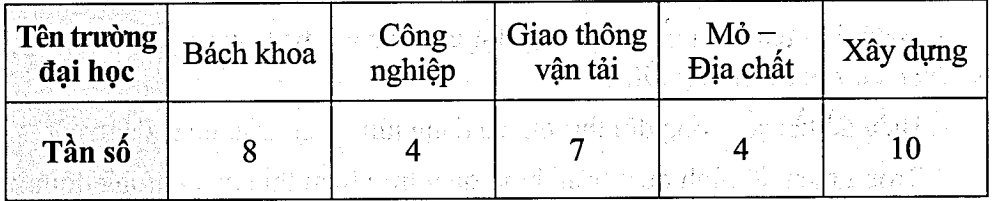 Tên trường đại học | Bách khoa | Công nghiệp | Giao thông vận tải | Mỏ – Địa chất | Xây dựng
Tần số | 8 | 4 | 7 | 4 | 10